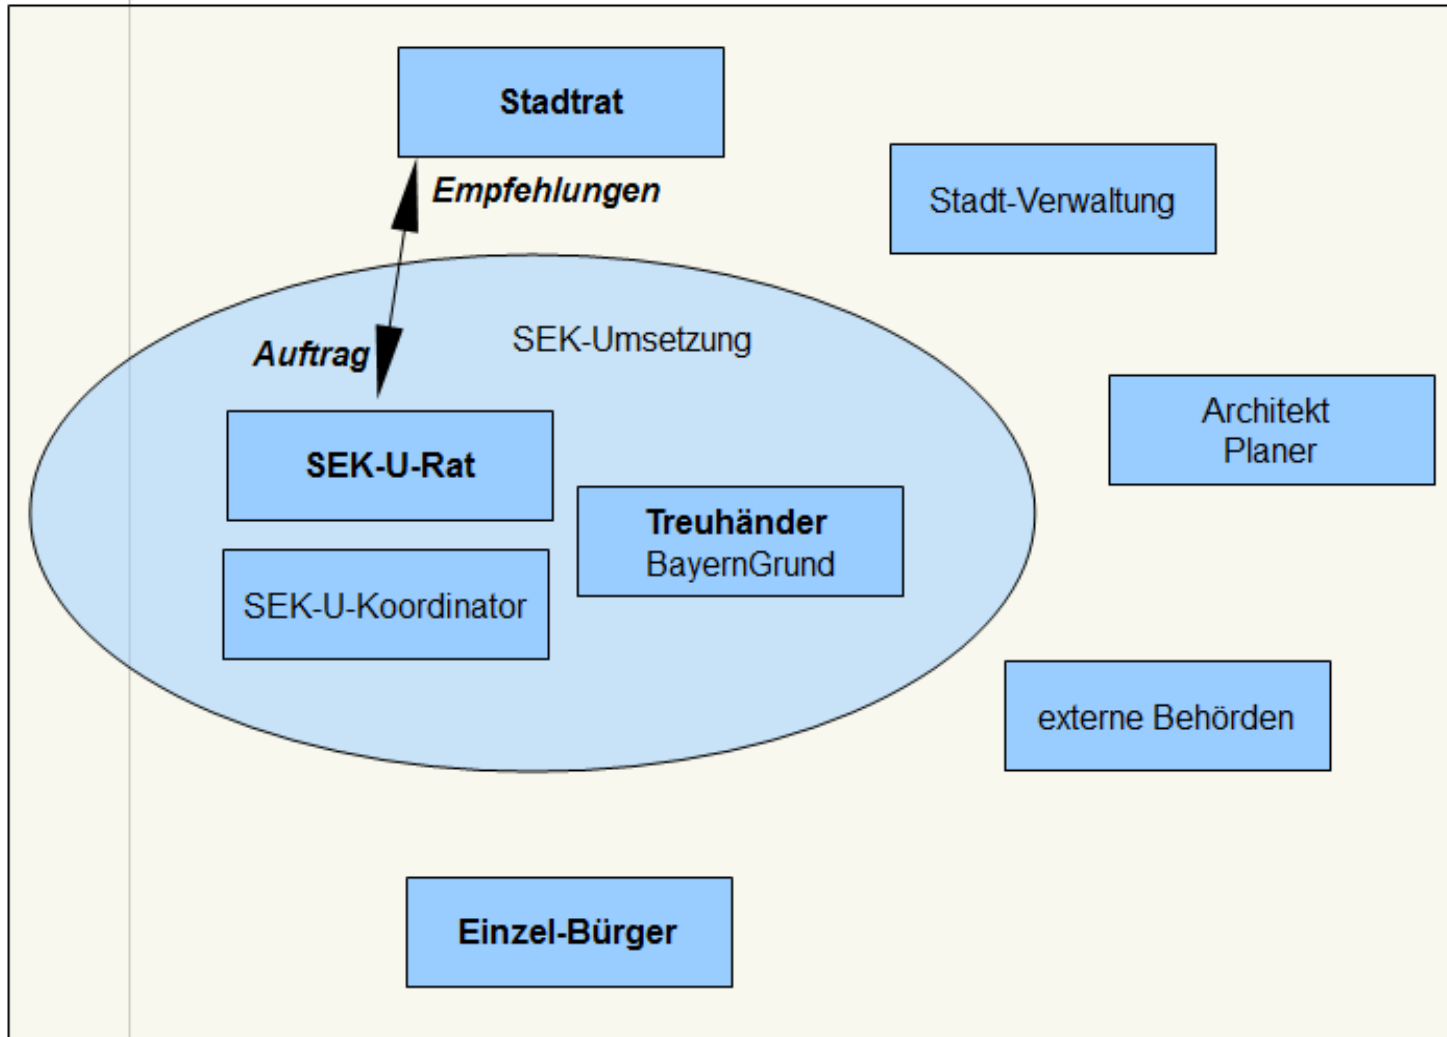 Stadtrat
Empfehlungen
Stadt-Verwaltung
Auftrag
SEK-Umsetzung
Architekt
Planer
SEK-U-Rat
Treuhänder
BayernGrund
SEK-U-Koordinator
externe Behörden
Einzel-Bürger